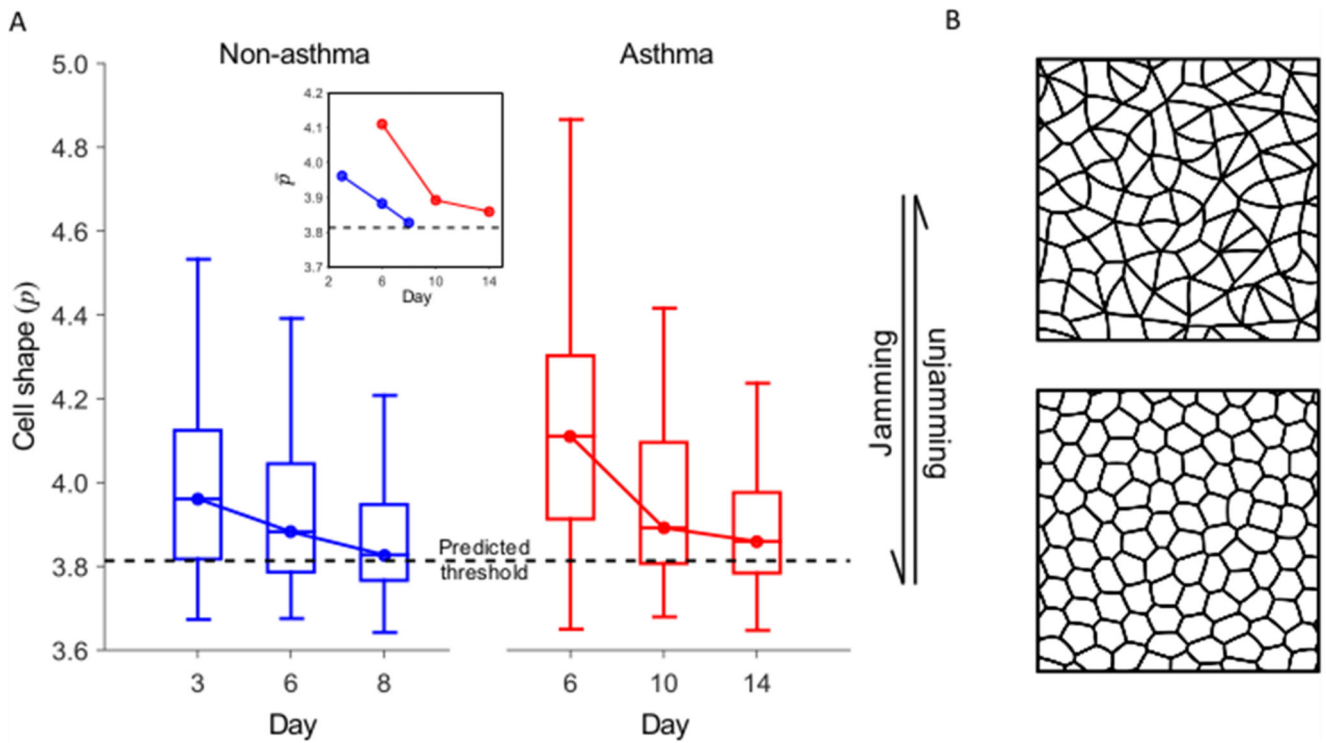 A
B
Non-asthma
Asthma
5.0
4.8
4.6
4.4
4.2
4.0
3.8
3.6
Cell shape (p)
4.2
4.1
4.0
3.9
3.8
3.7
p̄
2
6
10
14
Day
Predicted
threshold
3
6
8
Day
6
10
14
Day
Jamming
unjamming